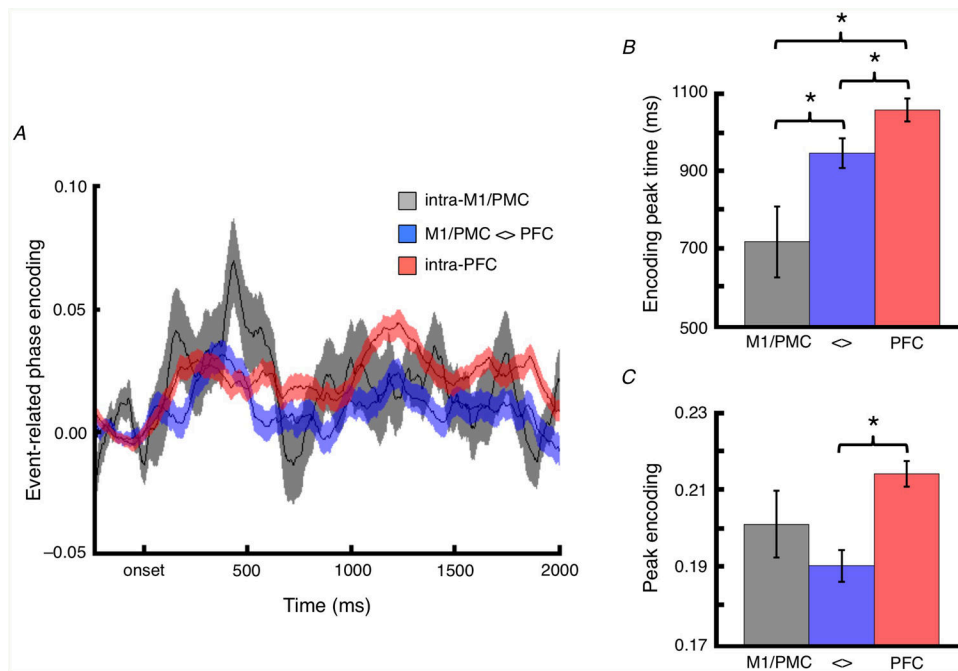 A
0.10
0.05
0.00
–0.05
Event-related phase encoding
intra-M1/PMC
M1/PMC <> PFC
intra-PFC
onset
500
1000
1500
2000
Time (ms)
B
*
*
*
1100
900
700
500
Encoding peak time (ms)
M1/PMC
<>
PFC
C
*
0.23
0.21
0.19
0.17
Peak encoding
M1/PMC
<>
PFC